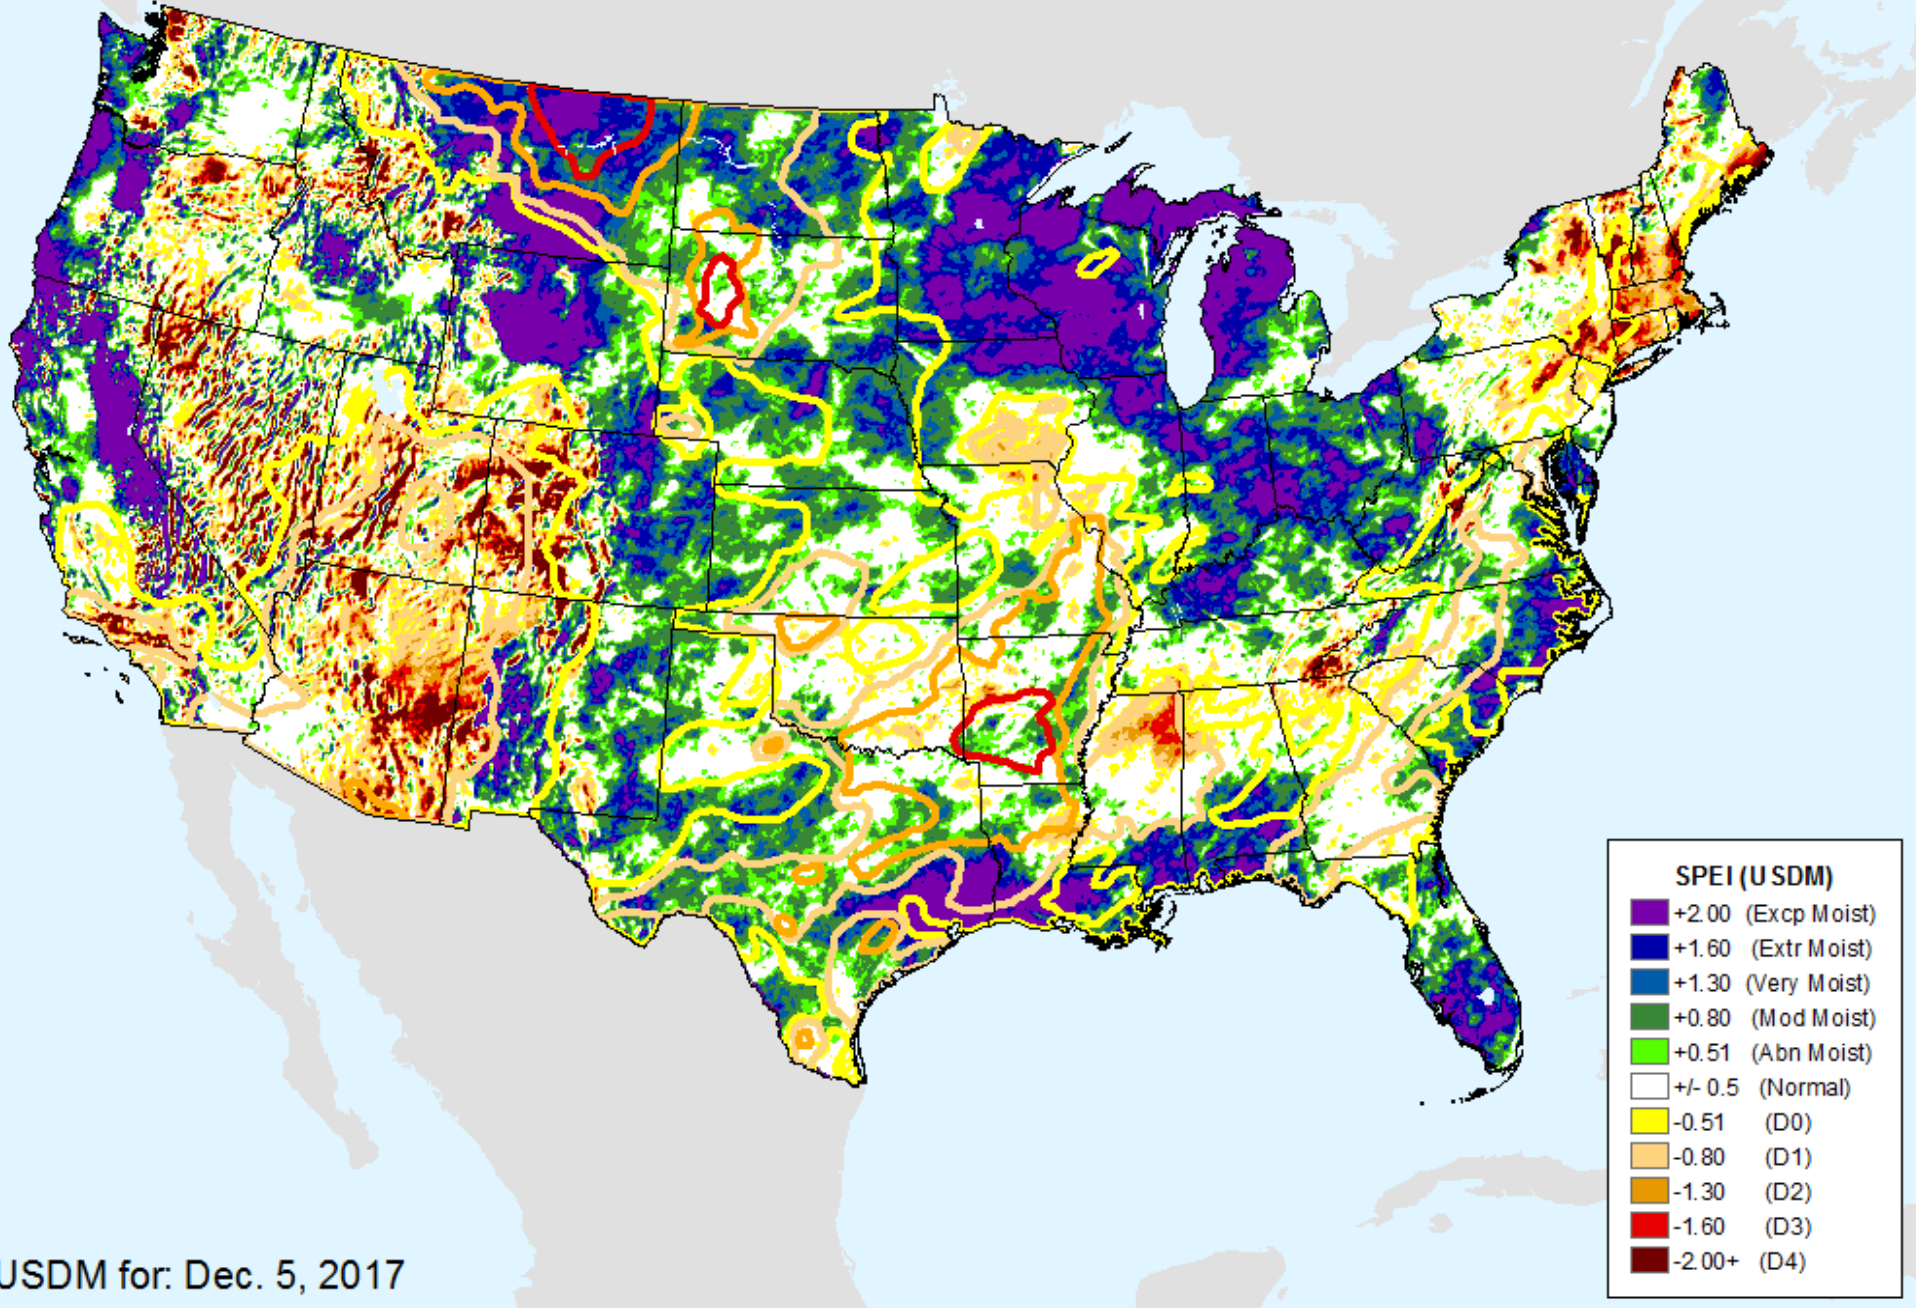 SPEI (USDM)
+2.00 (Excp Moist)
+1.60 (Extr Moist)
+1.30 (Very Moist)
+0.80 (Mod Moist)
+0.51 (Abn Moist)
+/- 0.5 (Normal)
-0.51 (D0)
-0.80 (D1)
-1.30 (D2)
-1.60 (D3)
-2.00+ (D4)
USDM for: Dec. 5, 2017